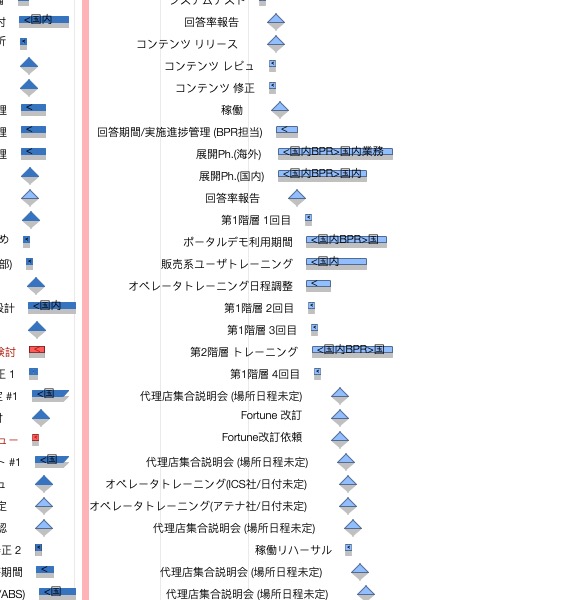 システムテスト
付
<国内
回答率報告
所
<
コンテンツ リリース
コンテンツ レビュ
<
コンテンツ 修正
<
理
<
稼働
理
<
回答期間/実施進捗管理 (BPR担当)
<
理
<
展開Ph.(海外)
<国内BPR>国内業務
展開Ph.(国内)
<国内BPR>国内
回答率報告
第1階層 1回目
<
め
<
ポータルデモ利用期間
<国内BPR>国
部)
<
販売系ユーザトレーニング
<国内
オペレータトレーニング日程調整
<
設計
<国内
第1階層 2回目
<
第1階層 3回目
<
検討
<
第2階層 トレーニング
<国内BPR>国
正 1
第1階層 4回目
<
定 #1
<国
代理店集合説明会 (場所日程未定)
付
Fortune 改訂
ュー
Fortune改訂依頼
ト #1
<国
代理店集合説明会 (場所日程未定)
ュ
オペレータトレーニング(ICS社/日付未定)
定
オペレータトレーニング(アテナ社/日付未定)
認
代理店集合説明会 (場所日程未定)
正 2
<
稼働リハーサル
<
期間
<
代理店集合説明会 (場所日程未定)
/ABS)
<国
代理店集合説明会 (場所日程未定)